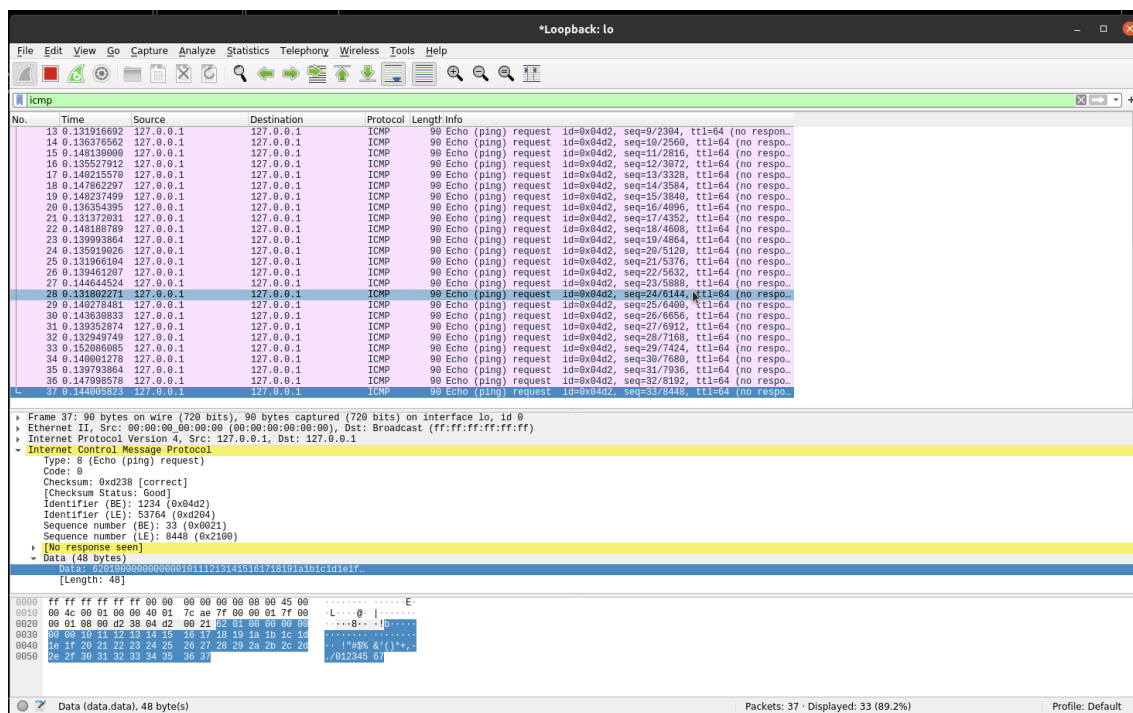 *Loopback: lo
File Edit View Go Capture Analyze Statistics Telephony Wireless Tools Help
icmp
No. Time Source Destination Protocol Length Info
13 0.131916692 127.0.0.1 127.0.0.1 ICMP 90 Echo (ping) request id=0x04d2, seq=9/2304, ttl=64 (no respon…
14 0.136376562 127.0.0.1 127.0.0.1 ICMP 90 Echo (ping) request id=0x04d2, seq=10/2560, ttl=64 (no respo…
15 0.148130000 127.0.0.1 127.0.0.1 ICMP 90 Echo (ping) request id=0x04d2, seq=11/2816, ttl=64 (no respo…
16 0.135527912 127.0.0.1 127.0.0.1 ICMP 90 Echo (ping) request id=0x04d2, seq=12/3072, ttl=64 (no respo…
17 0.140215570 127.0.0.1 127.0.0.1 ICMP 90 Echo (ping) request id=0x04d2, seq=13/3328, ttl=64 (no respo…
18 0.147862297 127.0.0.1 127.0.0.1 ICMP 90 Echo (ping) request id=0x04d2, seq=14/3584, ttl=64 (no respo…
19 0.148237499 127.0.0.1 127.0.0.1 ICMP 90 Echo (ping) request id=0x04d2, seq=15/3840, ttl=64 (no respo…
20 0.136354395 127.0.0.1 127.0.0.1 ICMP 90 Echo (ping) request id=0x04d2, seq=16/4096, ttl=64 (no respo…
21 0.131372031 127.0.0.1 127.0.0.1 ICMP 90 Echo (ping) request id=0x04d2, seq=17/4352, ttl=64 (no respo…
22 0.148188789 127.0.0.1 127.0.0.1 ICMP 90 Echo (ping) request id=0x04d2, seq=18/4608, ttl=64 (no respo…
23 0.139993864 127.0.0.1 127.0.0.1 ICMP 90 Echo (ping) request id=0x04d2, seq=19/4864, ttl=64 (no respo…
24 0.135919026 127.0.0.1 127.0.0.1 ICMP 90 Echo (ping) request id=0x04d2, seq=20/5120, ttl=64 (no respo…
25 0.131966104 127.0.0.1 127.0.0.1 ICMP 90 Echo (ping) request id=0x04d2, seq=21/5376, ttl=64 (no respo…
26 0.139461207 127.0.0.1 127.0.0.1 ICMP 90 Echo (ping) request id=0x04d2, seq=22/5632, ttl=64 (no respo…
27 0.144644524 127.0.0.1 127.0.0.1 ICMP 90 Echo (ping) request id=0x04d2, seq=23/5888, ttl=64 (no respo…
28 0.131802271 127.0.0.1 127.0.0.1 ICMP 90 Echo (ping) request id=0x04d2, seq=24/6144, ttl=64 (no respo…
29 0.140278481 127.0.0.1 127.0.0.1 ICMP 90 Echo (ping) request id=0x04d2, seq=25/6400, ttl=64 (no respo…
30 0.143630833 127.0.0.1 127.0.0.1 ICMP 90 Echo (ping) request id=0x04d2, seq=26/6656, ttl=64 (no respo…
31 0.139352874 127.0.0.1 127.0.0.1 ICMP 90 Echo (ping) request id=0x04d2, seq=27/6912, ttl=64 (no respo…
32 0.132949749 127.0.0.1 127.0.0.1 ICMP 90 Echo (ping) request id=0x04d2, seq=28/7168, ttl=64 (no respo…
33 0.152086085 127.0.0.1 127.0.0.1 ICMP 90 Echo (ping) request id=0x04d2, seq=29/7424, ttl=64 (no respo…
34 0.140001278 127.0.0.1 127.0.0.1 ICMP 90 Echo (ping) request id=0x04d2, seq=30/7680, ttl=64 (no respo…
35 0.139793864 127.0.0.1 127.0.0.1 ICMP 90 Echo (ping) request id=0x04d2, seq=31/7936, ttl=64 (no respo…
36 0.147998578 127.0.0.1 127.0.0.1 ICMP 90 Echo (ping) request id=0x04d2, seq=32/8192, ttl=64 (no respo…
37 0.144005823 127.0.0.1 127.0.0.1 ICMP 90 Echo (ping) request id=0x04d2, seq=33/8448, ttl=64 (no respo…
Frame 37: 90 bytes on wire (720 bits), 90 bytes captured (720 bits) on interface lo, id 0
Ethernet II, Src: 00:00:00_00:00:00 (00:00:00:00:00:00), Dst: Broadcast (ff:ff:ff:ff:ff:ff)
Internet Protocol Version 4, Src: 127.0.0.1, Dst: 127.0.0.1
Internet Control Message Protocol
Type: 8 (Echo (ping) request)
Code: 0
Checksum: 0xd238 [correct]
[Checksum Status: Good]
Identifier (BE): 1234 (0x04d2)
Identifier (LE): 53764 (0xd204)
Sequence number (BE): 33 (0x0021)
Sequence number (LE): 8448 (0x2100)
[No response seen]
Data (48 bytes)
Data: 62010000000000001011121314151617181 91a1b1c1d1e1f…
[Length: 48]
0000 ff ff ff ff ff ff 00 00 00 00 00 00 08 00 45 00 ········ ······E·
0010 00 4c 00 01 00 00 40 01 7c ae 7f 00 00 01 7f 00 ·L····@· |·······
0020 00 01 08 00 d2 38 04 d2 00 21 62 01 00 00 00 00 ·····8·· ·!b·····
0030 00 00 10 11 12 13 14 15 16 17 18 19 1a 1b 1c 1d ········ ········
0040 1e 1f 20 21 22 23 24 25 26 27 28 29 2a 2b 2c 2d ·· !"#$% &'()*+,-
0050 2e 2f 30 31 32 33 34 35 36 37 ./012345 67
Data (data.data), 48 byte(s) Packets: 37 · Displayed: 33 (89.2%) Profile: Default